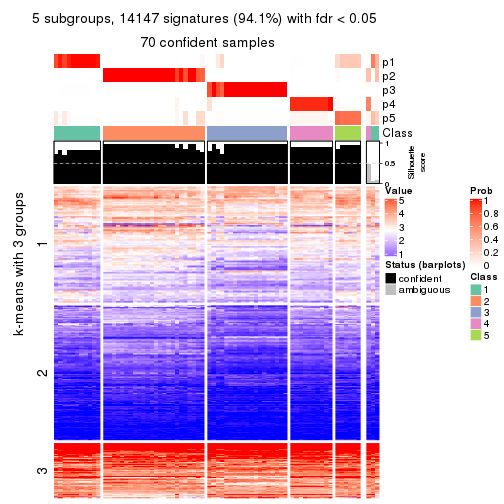 5 subgroups, 14147 signatures (94.1%) with fdr < 0.05
70 confident samples
p1
p2
p3
p4
p5
Class
1
0.5
0
Silhouette
score
k-means with 3 groups
1
2
3
Value
5
4
3
2
1
Status (barplots)
confident
ambiguous
Prob
1
0.8
0.6
0.4
0.2
0
Class
1
2
3
4
5